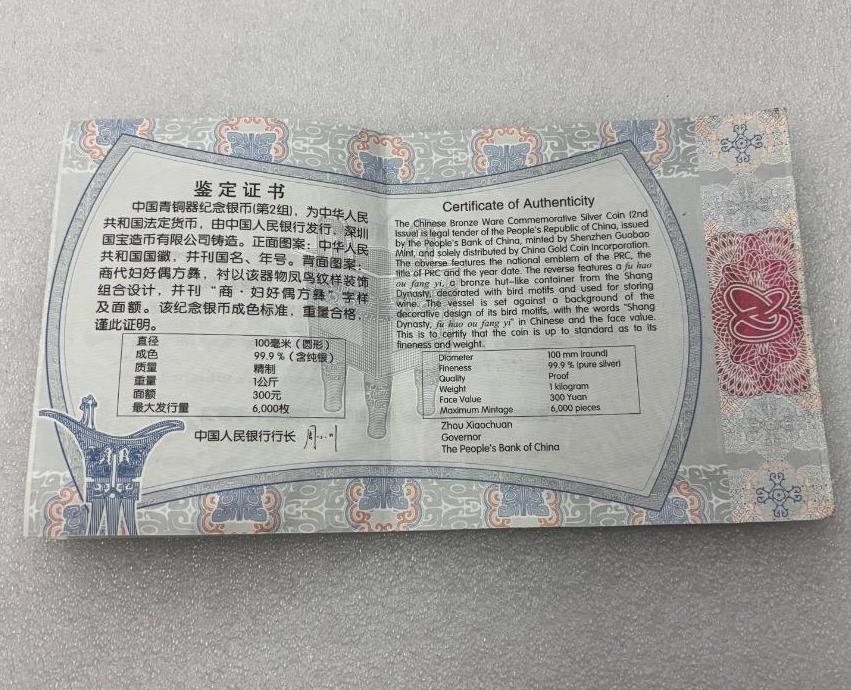 鉴定证书
中国青铜器纪念银币(第2组)，为中华人民
共和国法定货币，由中国人民银行发行，深圳
国宝造币有限公司铸造。正面图案：中华人民
共和国国徽，并刊国名、年号。背面图案：
商代妇好偶方彝，衬以该器物凤鸟纹样装饰
组合设计，并刊“商·妇好偶方彝”字样
及面额。该纪念银币成色标准，重量合格，
谨此证明。
直径 100毫米（圆形）
成色 99.9％（含纯银）
质量 精制
重量 1公斤
面额 300元
最大发行量 6,000枚
中国人民银行行长
Certificate of Authenticity
The Chinese Bronze Ware Commemorative Silver Coin (2nd
Issue) is legal tender of the People's Republic of China, issued
by the People's Bank of China, minted by Shenzhen Guobao
Mint, and solely distributed by China Gold Coin Incorporation.
The obverse features the national emblem of the PRC, the
title of PRC and the year date. The reverse features a fu hao
ou fang yi, a bronze hut-like container from the Shang
Dynasty, decorated with bird motifs and used for storing
wine. The vessel is set against a background of the
decorative design of its bird motifs, with the words "Shang
Dynasty, fu hao ou fang yi" in Chinese and the face value.
This is to certify that the coin is up to standard as to its
fineness and weight.
Diameter 100 mm (round)
Fineness 99.9 % (pure silver)
Quality Proof
Weight 1 kilogram
Face Value 300 Yuan
Maximum Mintage 6,000 pieces
Zhou Xiaochuan
Governor
The People's Bank of China